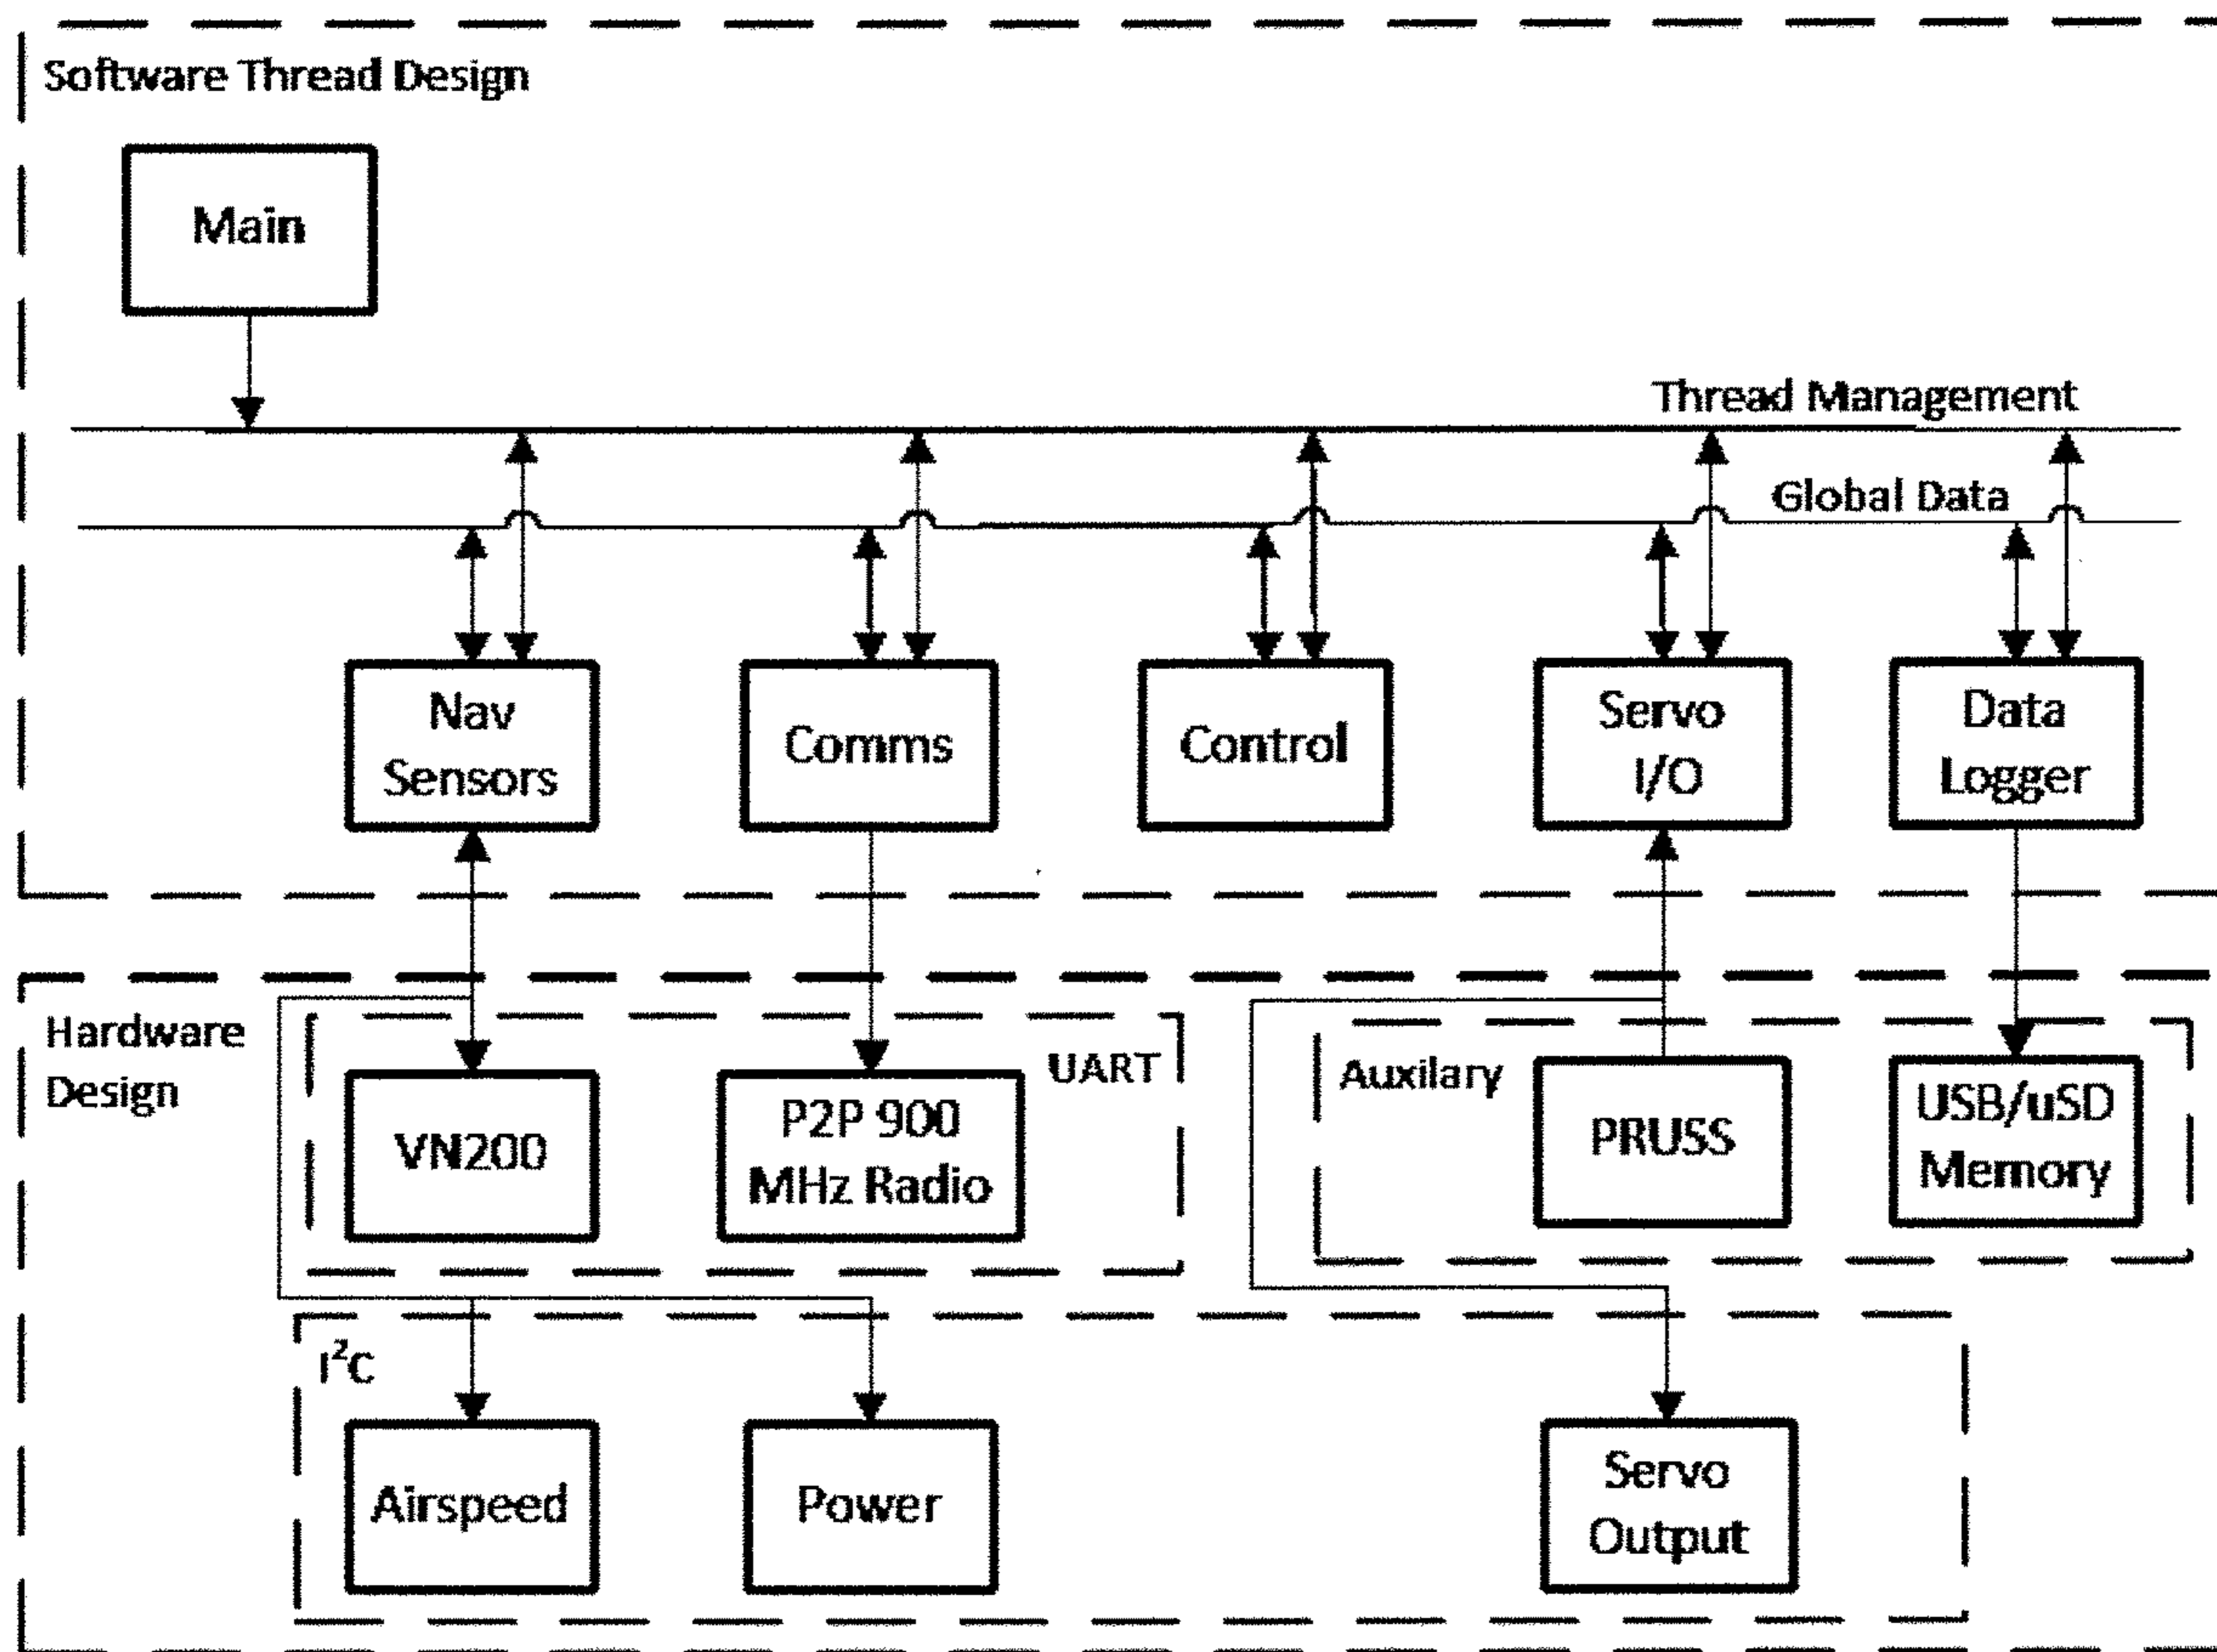 Software Thread Design
Main
Thread Management
Global Data
Nav
Sensors
Comms
Control
Servo
I/O
Data
Logger
Hardware
Design
UART
VN200
P2P 900
MHz Radio
Auxilary
PRUSS
USB/uSD
Memory
I²C
Airspeed
Power
Servo
Output